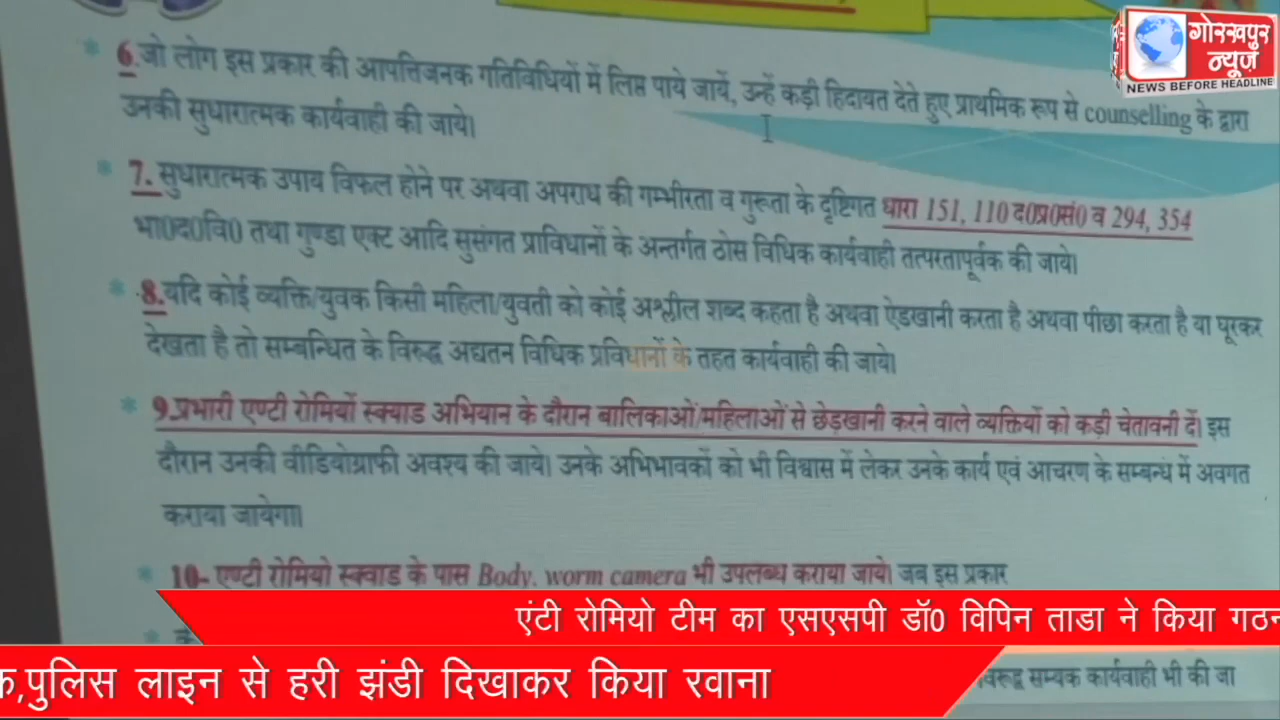 गोरखपुर
न्यूज़
NEWS BEFORE HEADLINE
6.जो लोग इस प्रकार की आपत्तिजनक गतिविधियों में लिप्त पाये जायें, उन्हें कड़ी हिदायत देते हुए प्राथमिक रूप से counselling के द्वारा
उनकी सुधारात्मक कार्यवाही की जाये।
7. सुधारात्मक उपाय विफल होने पर अथवा अपराध की गम्भीरता व गुरूता के दृष्टिगत धारा 151, 110 द0प्र0सं0 व 294, 354
भा0द0वि0 तथा गुण्डा एक्ट आदि सुसंगत प्राविधानों के अन्तर्गत ठोस विधिक कार्यवाही तत्परतापूर्वक की जाये।
8.यदि कोई व्यक्ति/युवक किसी महिला/युवती को कोई अश्लील शब्द कहता है अथवा ऐडखानी करता है अथवा पीछा करता है या घूरकर
देखता है तो सम्बन्धित के विरुद्ध अद्यतन विधिक प्रविधानों के तहत कार्यवाही की जाये।
9.प्रभारी एण्टी रोमियों स्क्वाड अभियान के दौरान बालिकाओं/महिलाओं से छेड़खानी करने वाले व्यक्तियों को कड़ी चेतावनी दें। इस
दौरान उनकी वीडियोग्राफी अवश्य की जाये। उनके अभिभावकों को भी विश्वास में लेकर उनके कार्य एवं आचरण के सम्बन्ध में अवगत
कराया जायेगा।
10- एण्टी रोमियो स्क्वाड के पास Body. worm camera भी उपलब्ध कराया जाये। जब इस प्रकार
एंटी रोमियो टीम का एसएसपी डॉ0 विपिन ताडा ने किया गठन
क,पुलिस लाइन से हरी झंडी दिखाकर किया रवाना
सम्यक कार्यवाही भी की जा